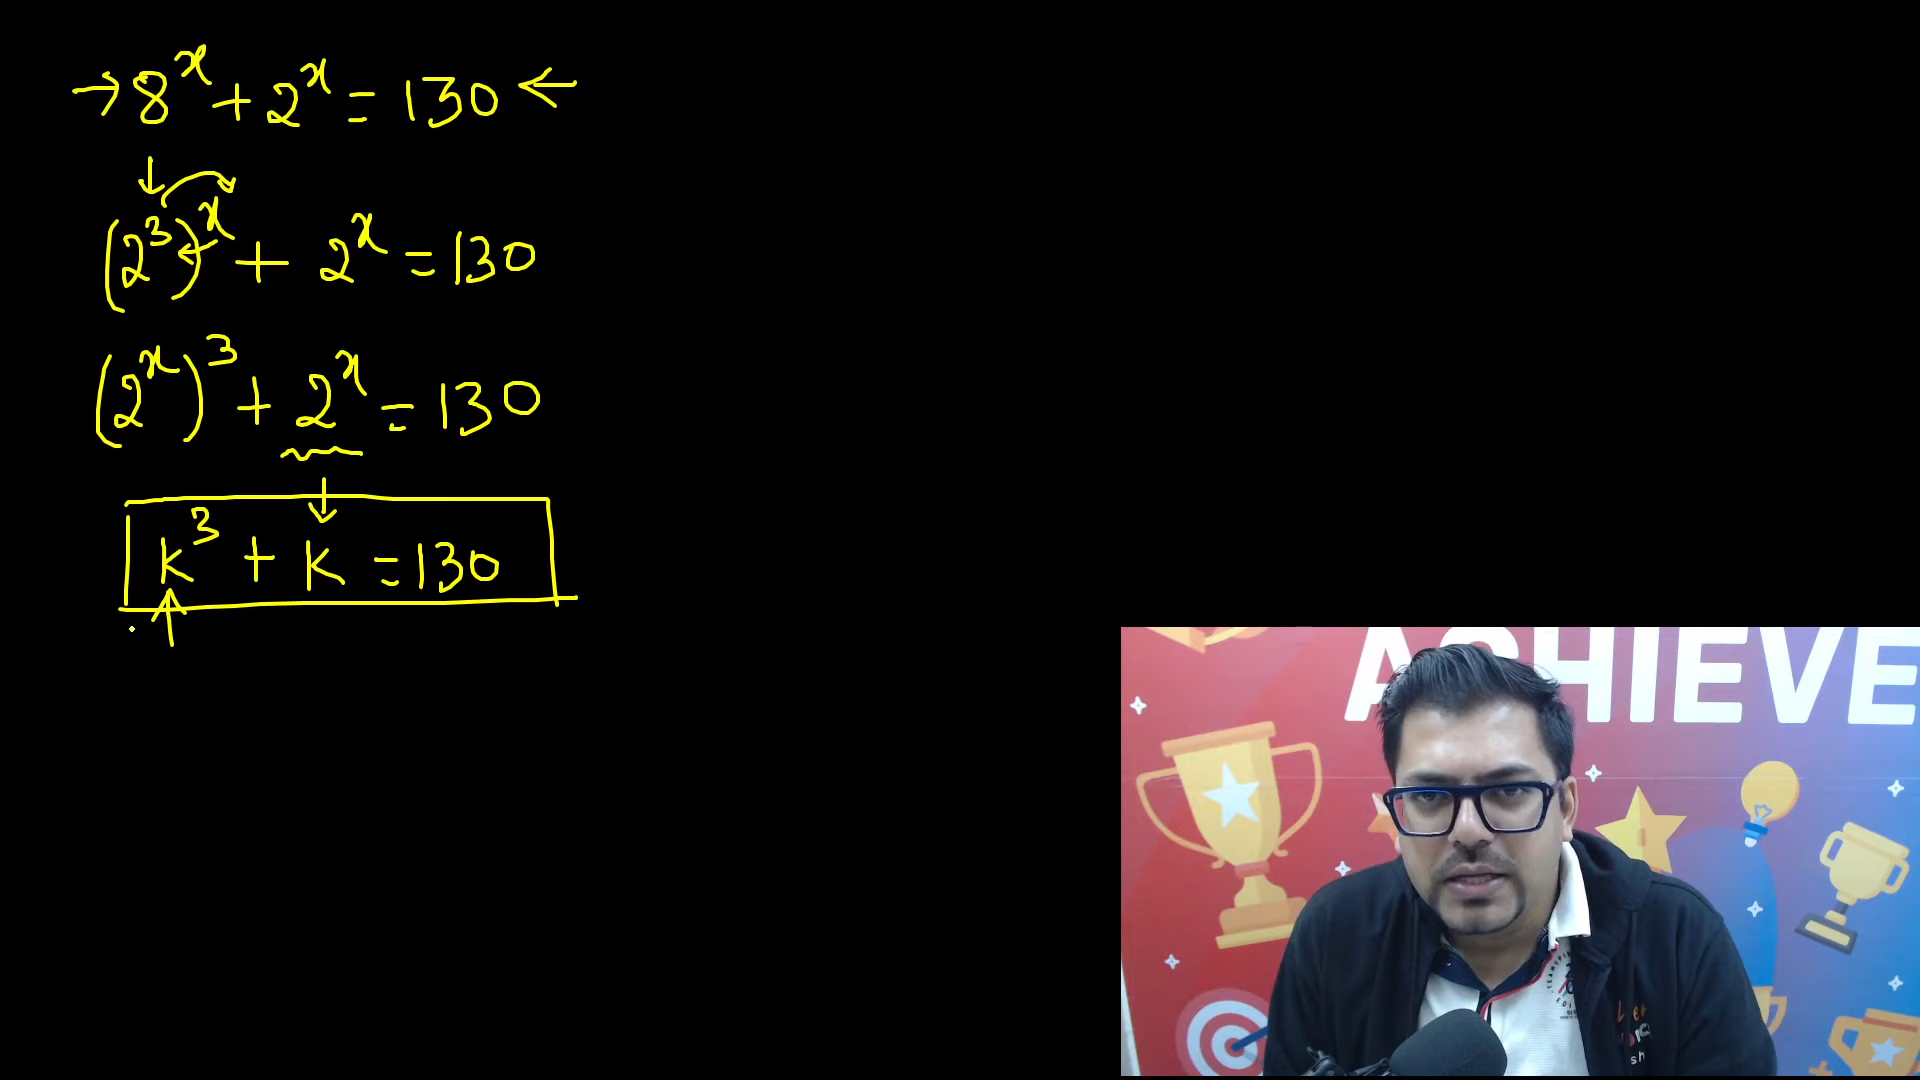 → 8^x + 2^x = 130 ←
(2^3)^x + 2^x = 130
(2^x)^3 + 2^x = 130
k^3 + k = 130
ACHIEVE